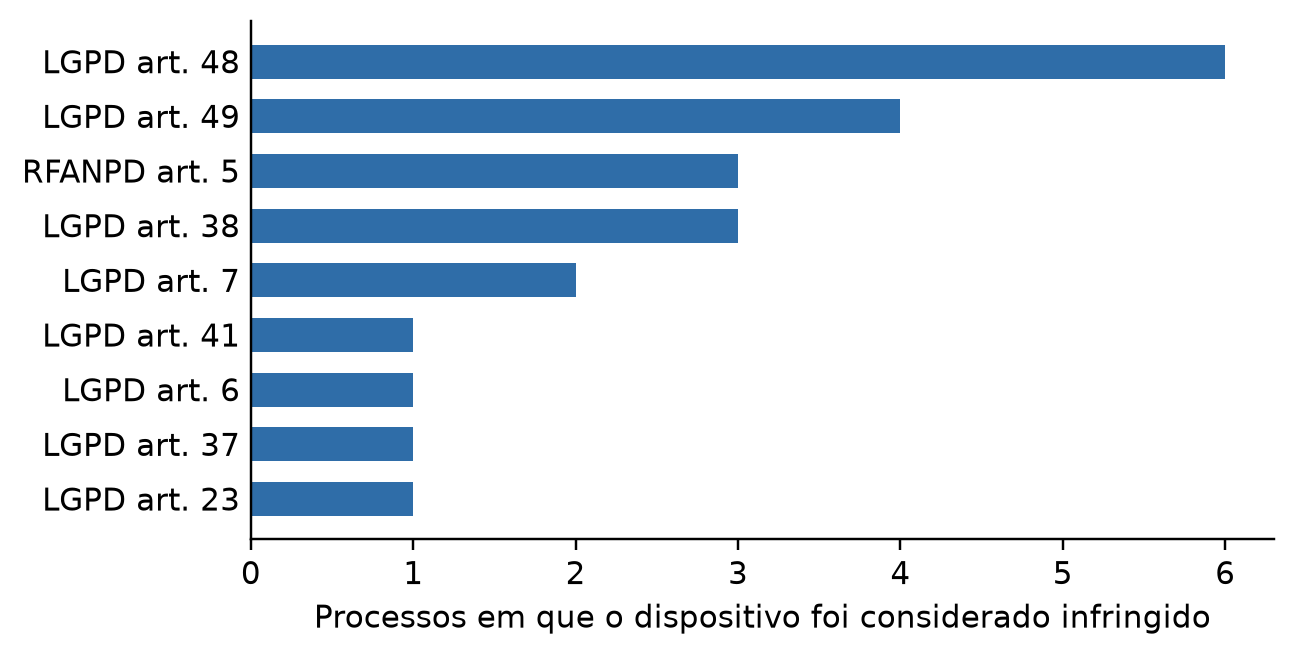 LGPD art. 48
LGPD art. 49
RFANPD art. 5
LGPD art. 38
LGPD art. 7
LGPD art. 41
LGPD art. 6
LGPD art. 37
LGPD art. 23
0 1 2 3 4 5 6
Processos em que o dispositivo foi considerado infringido